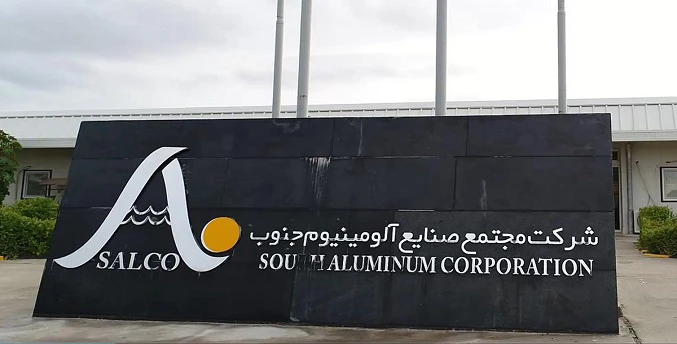 شرکت مجتمع صنایع آلومینیوم جنوب
SALCO
SOUTH ALUMINUM CORPORATION